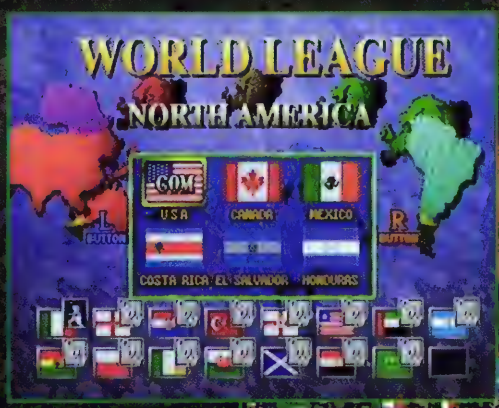 WORLD LEAGUE
NORTH AMERICA
COM
USA CANADA MEXICO
L BUTTON
R BUTTON
COSTA RICA EL SALVADOR HONDURAS
A